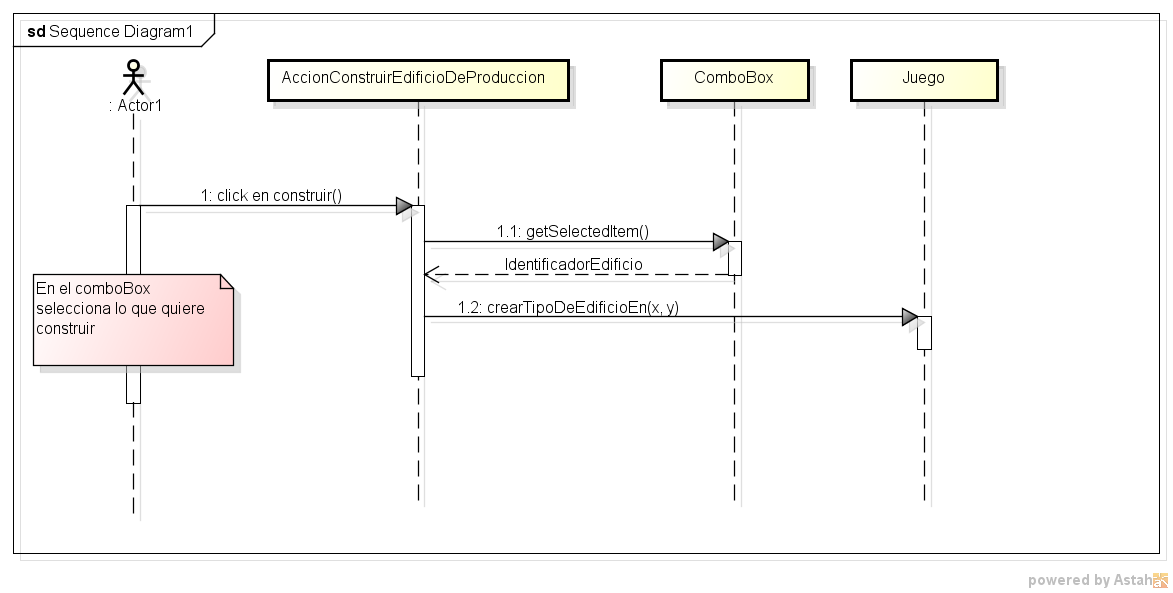 sd Sequence Diagram1
: Actor1
AccionConstruirEdificioDeProduccion
ComboBox
Juego
1: click en construir()
1.1: getSelectedItem()
IdentificadorEdificio
En el comboBox
selecciona lo que quiere
construir
1.2: crearTipoDeEdificioEn(x, y)
powered by Astah